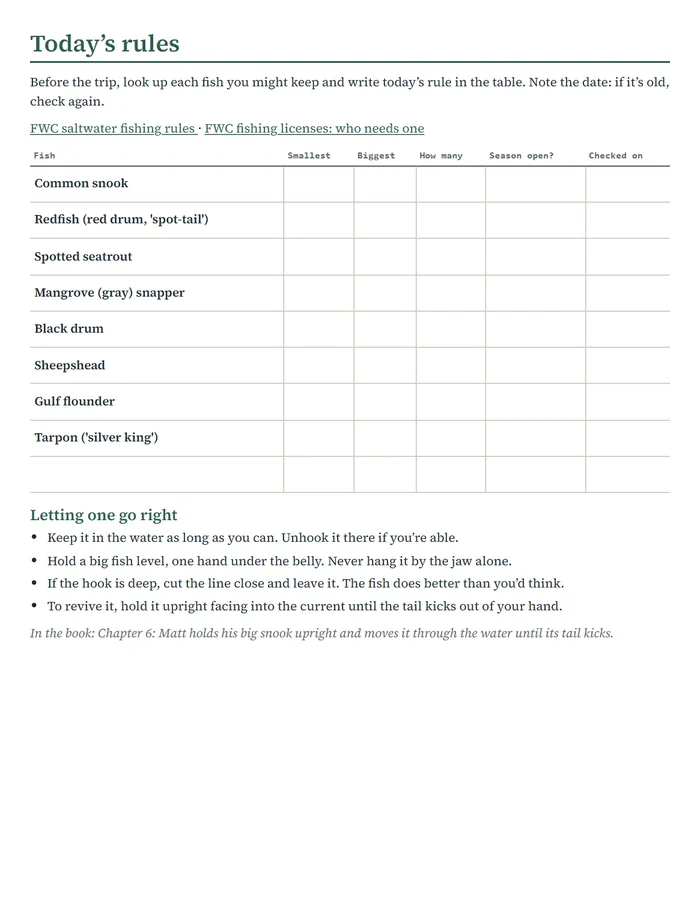 Today’s rules
Before the trip, look up each fish you might keep and write today’s rule in the table. Note the date: if it’s old,
check again.
FWC saltwater fishing rules · FWC fishing licenses: who needs one
Fish Smallest Biggest How many Season open? Checked on
Common snook
Redfish (red drum, 'spot-tail')
Spotted seatrout
Mangrove (gray) snapper
Black drum
Sheepshead
Gulf flounder
Tarpon ('silver king')
Letting one go right
• Keep it in the water as long as you can. Unhook it there if you’re able.
• Hold a big fish level, one hand under the belly. Never hang it by the jaw alone.
• If the hook is deep, cut the line close and leave it. The fish does better than you’d think.
• To revive it, hold it upright facing into the current until the tail kicks out of your hand.
In the book: Chapter 6: Matt holds his big snook upright and moves it through the water until its tail kicks.